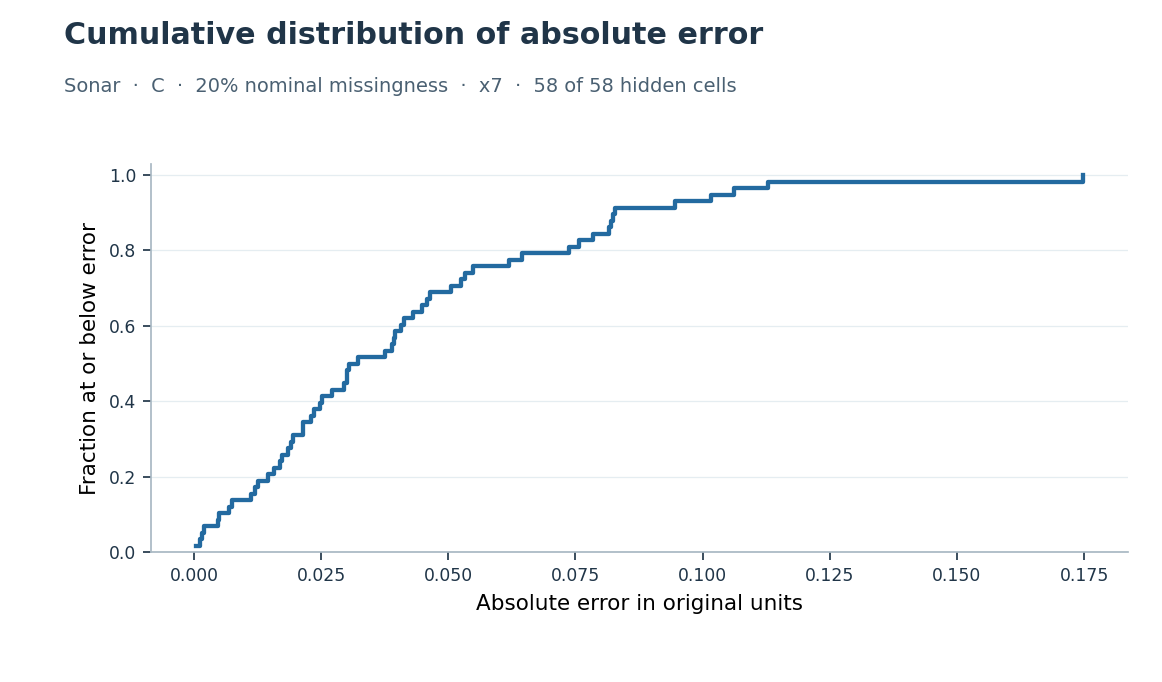 Cumulative distribution of absolute error
Sonar · C · 20% nominal missingness · x7 · 58 of 58 hidden cells
Fraction at or below error
1.0
0.8
0.6
0.4
0.2
0.0
0.000 0.025 0.050 0.075 0.100 0.125 0.150 0.175
Absolute error in original units